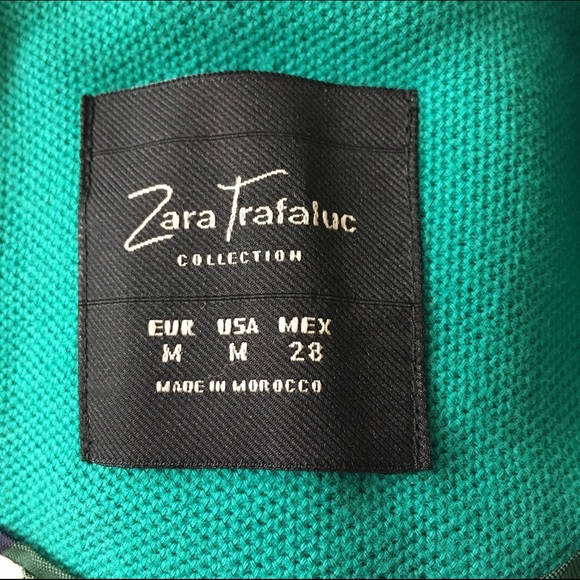 Zara Trafaluc
COLLECTION
EUR USA MEX
M M 28
MADE IN MOROCCO